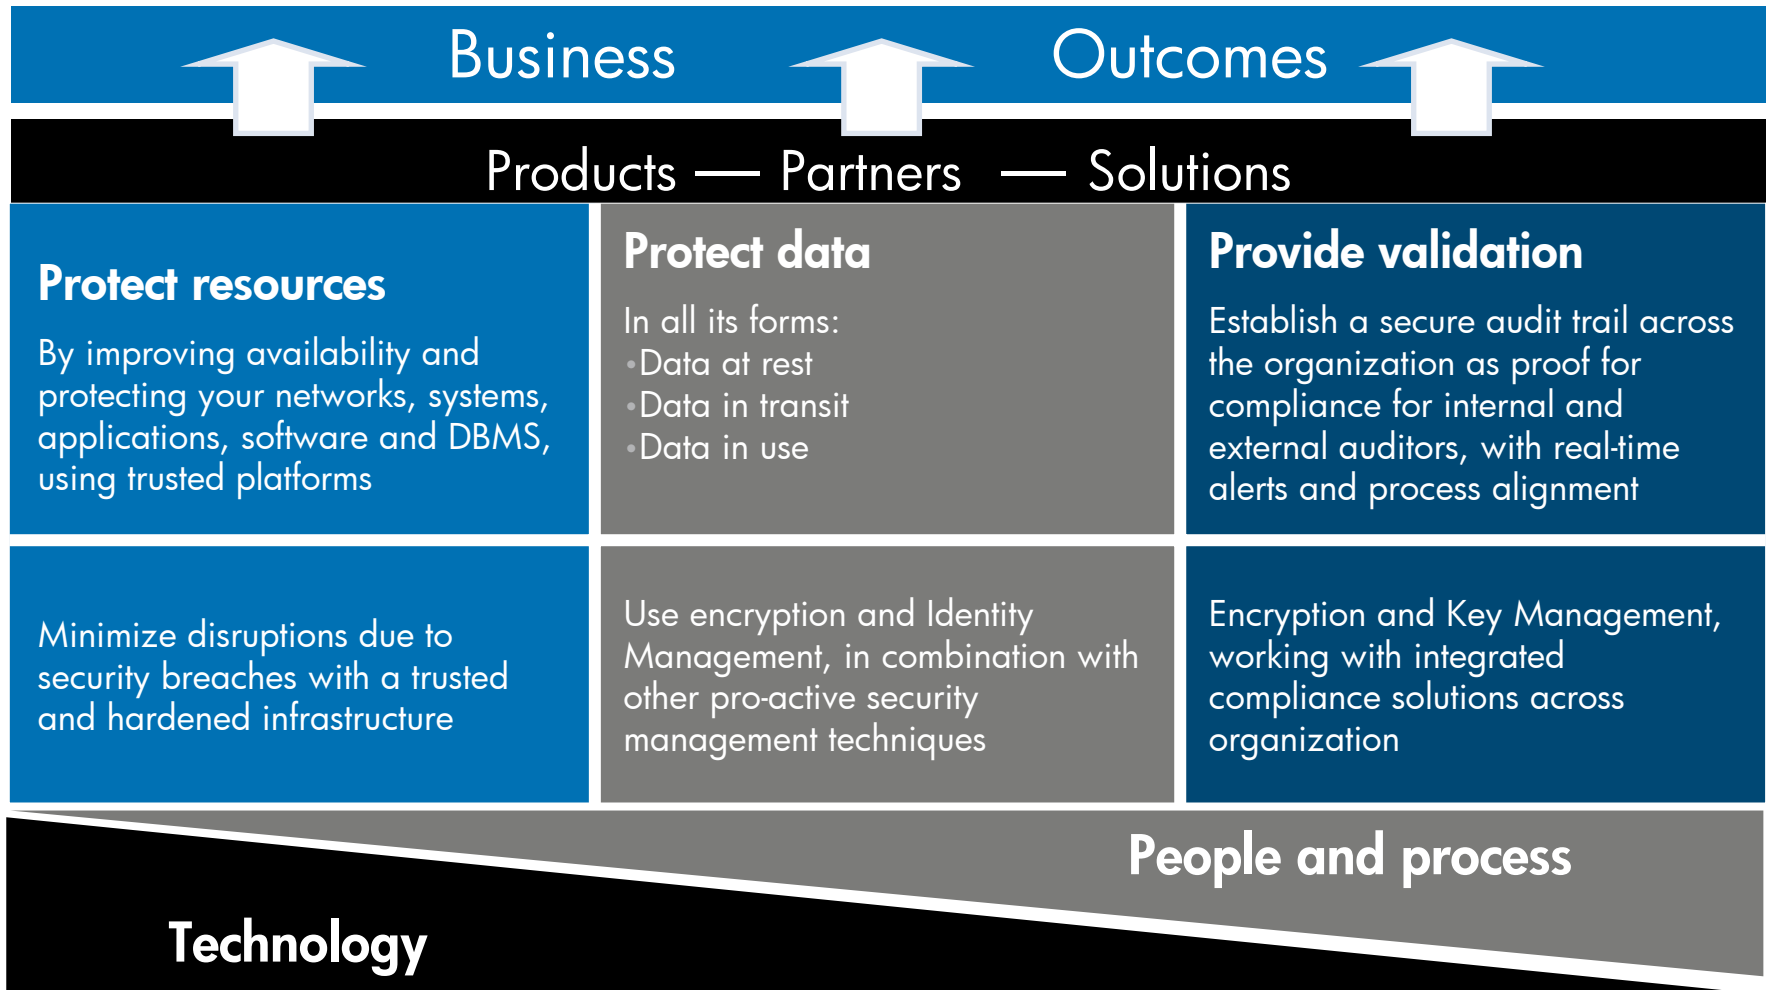 Business Outcomes
Products — Partners — Solutions
Protect resources
By improving availability and
protecting your networks, systems,
applications, software and DBMS,
using trusted platforms
Protect data
In all its forms:
•Data at rest
•Data in transit
•Data in use
Provide validation
Establish a secure audit trail across
the organization as proof for
compliance for internal and
external auditors, with real-time
alerts and process alignment
Minimize disruptions due to
security breaches with a trusted
and hardened infrastructure
Use encryption and Identity
Management, in combination with
other pro-active security
management techniques
Encryption and Key Management,
working with integrated
compliance solutions across
organization
People and process
Technology